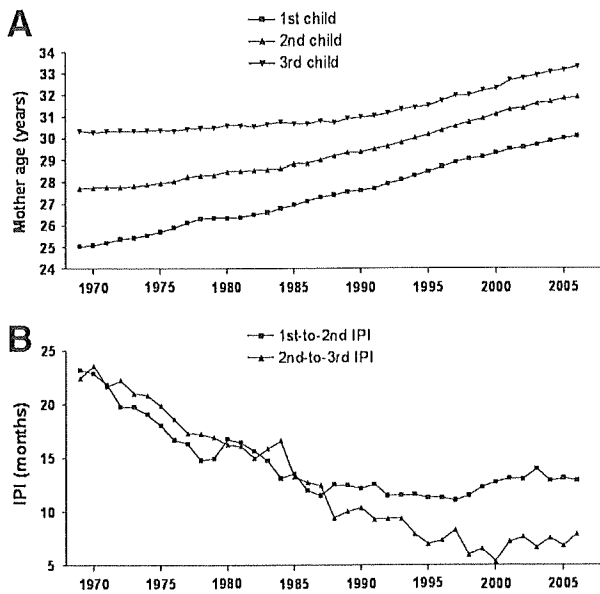 A
1st child
2nd child
3rd child
34
33
32
31
30
29
28
27
26
25
24
Mother age (years)
1970 1975 1980 1985 1990 1995 2000 2005
B
1st-to-2nd IPI
2nd-to-3rd IPI
25
20
15
10
5
IPI (months)
1970 1975 1980 1985 1990 1995 2000 2005